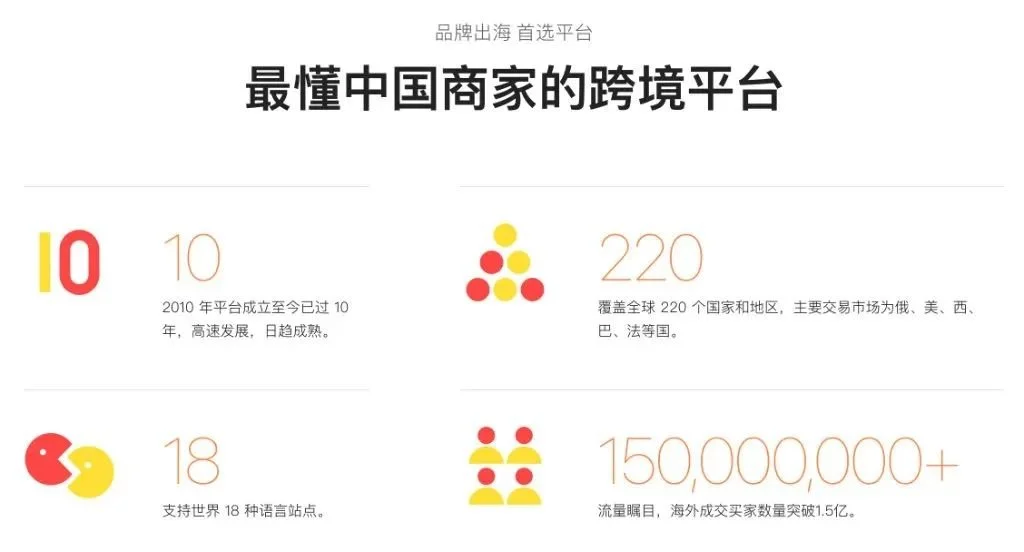 品牌出海 首选平台
最懂中国商家的跨境平台
10
10
2010 年平台成立至今已过 10
年，高速发展，日趋成熟。
220
覆盖全球 220 个国家和地区，主要交易市场为俄、美、西、
巴、法等国。
18
支持世界 18 种语言站点。
150,000,000+
流量瞩目，海外成交买家数量突破1.5亿。